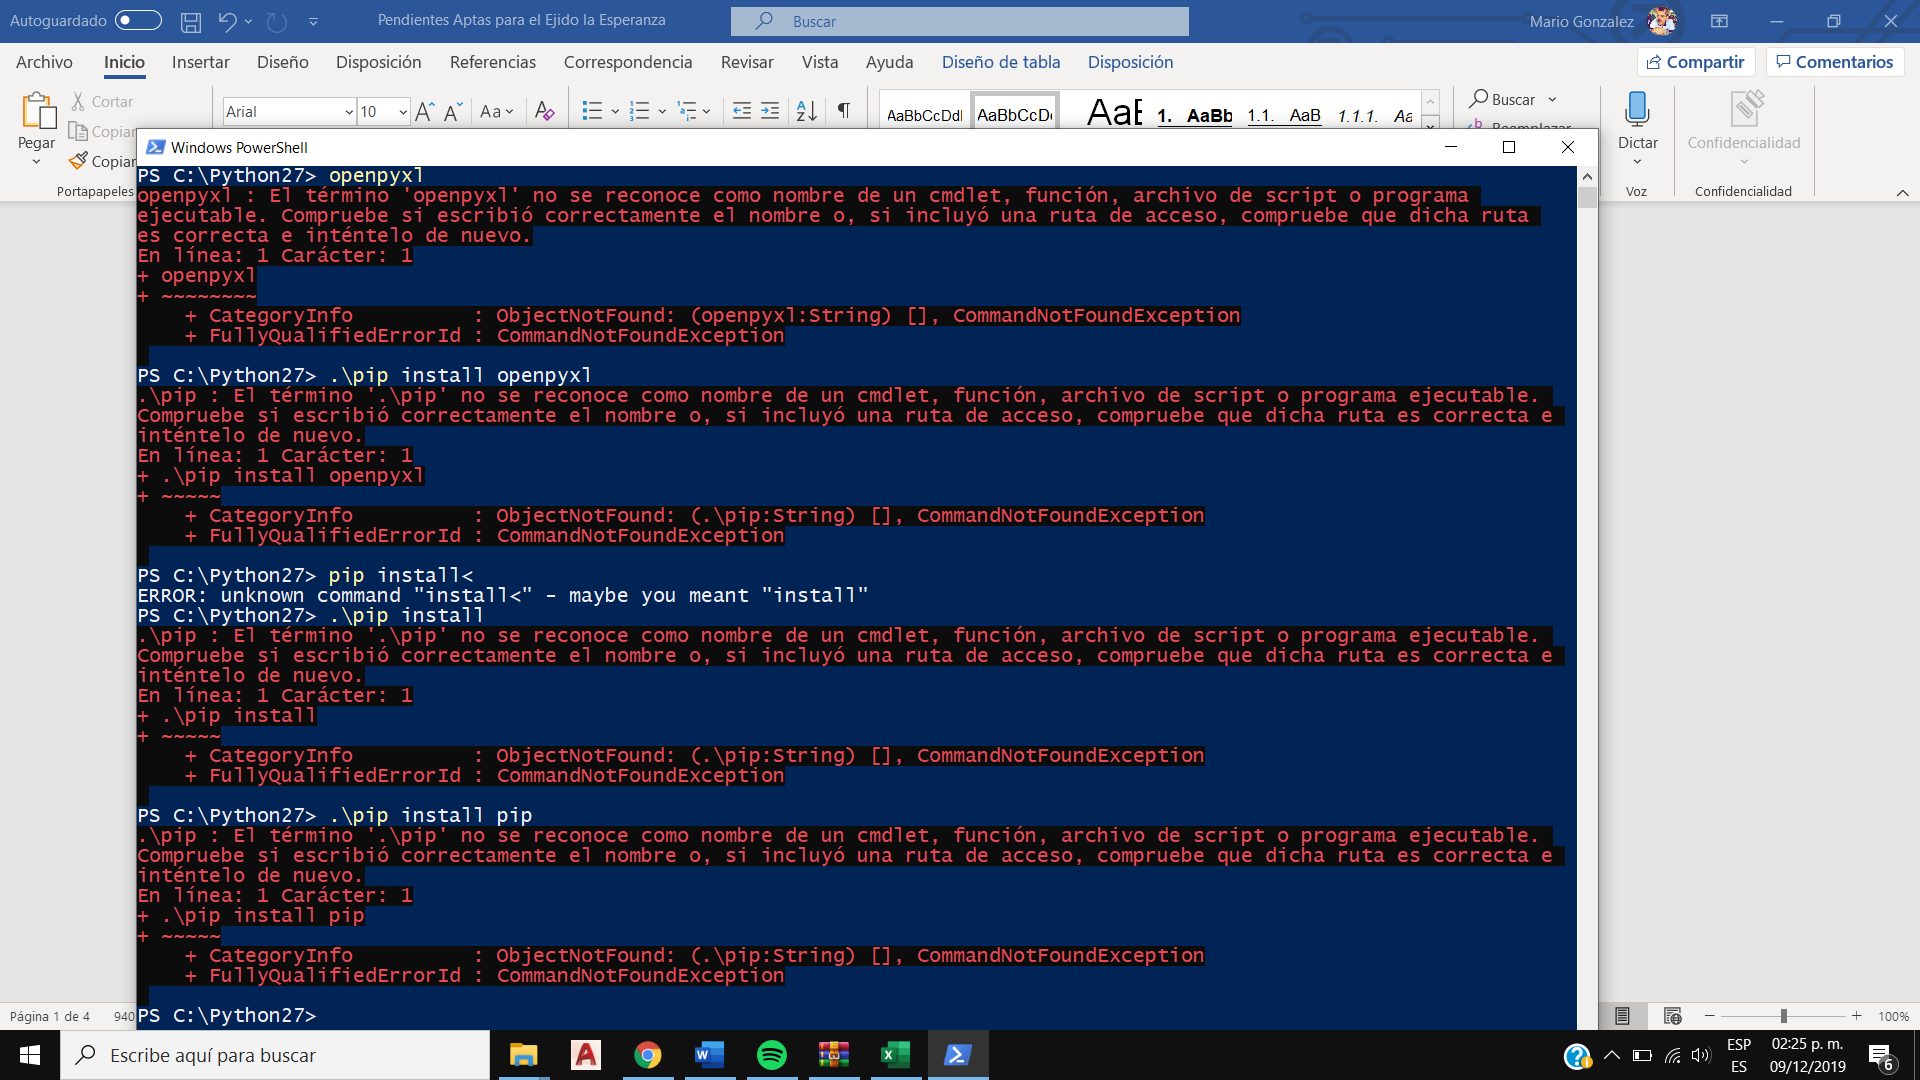 Autoguardado
Pendientes Aptas para el Ejido la Esperanza
Buscar
Mario Gonzalez
Archivo Inicio Insertar Diseño Disposición Referencias Correspondencia Revisar Vista Ayuda Diseño de tabla Disposición Compartir Comentarios
Pegar
Cortar
Copiar
Copiar
Portapapeles
Arial 10 Aa
AaBbCcDd AaBbCcDd AaE 1. AaBb 1.1. AaB 1.1.1. Aa
Buscar
Reemplazar
Dictar
Voz
Confidencialidad
Confidencialidad
Windows PowerShell
PS C:\Python27> openpyxl
openpyxl : El término 'openpyxl' no se reconoce como nombre de un cmdlet, función, archivo de script o programa
ejecutable. Compruebe si escribió correctamente el nombre o, si incluyó una ruta de acceso, compruebe que dicha ruta
es correcta e inténtelo de nuevo.
En línea: 1 Carácter: 1
+ openpyxl
+ ~~~~~~~~
    + CategoryInfo          : ObjectNotFound: (openpyxl:String) [], CommandNotFoundException
    + FullyQualifiedErrorId : CommandNotFoundException
PS C:\Python27> .\pip install openpyxl
.\pip : El término '.\pip' no se reconoce como nombre de un cmdlet, función, archivo de script o programa ejecutable.
Compruebe si escribió correctamente el nombre o, si incluyó una ruta de acceso, compruebe que dicha ruta es correcta e
inténtelo de nuevo.
En línea: 1 Carácter: 1
+ .\pip install openpyxl
+ ~~~~~
    + CategoryInfo          : ObjectNotFound: (.\pip:String) [], CommandNotFoundException
    + FullyQualifiedErrorId : CommandNotFoundException
PS C:\Python27> pip install<
ERROR: unknown command "install<" - maybe you meant "install"
PS C:\Python27> .\pip install
.\pip : El término '.\pip' no se reconoce como nombre de un cmdlet, función, archivo de script o programa ejecutable.
Compruebe si escribió correctamente el nombre o, si incluyó una ruta de acceso, compruebe que dicha ruta es correcta e
inténtelo de nuevo.
En línea: 1 Carácter: 1
+ .\pip install
+ ~~~~~
    + CategoryInfo          : ObjectNotFound: (.\pip:String) [], CommandNotFoundException
    + FullyQualifiedErrorId : CommandNotFoundException
PS C:\Python27> .\pip install pip
.\pip : El término '.\pip' no se reconoce como nombre de un cmdlet, función, archivo de script o programa ejecutable.
Compruebe si escribió correctamente el nombre o, si incluyó una ruta de acceso, compruebe que dicha ruta es correcta e
inténtelo de nuevo.
En línea: 1 Carácter: 1
+ .\pip install pip
+ ~~~~~
    + CategoryInfo          : ObjectNotFound: (.\pip:String) [], CommandNotFoundException
    + FullyQualifiedErrorId : CommandNotFoundException
PS C:\Python27>
Página 1 de 4 940
100%
Escribe aquí para buscar
ESP
ES
02:25 p. m.
09/12/2019
6